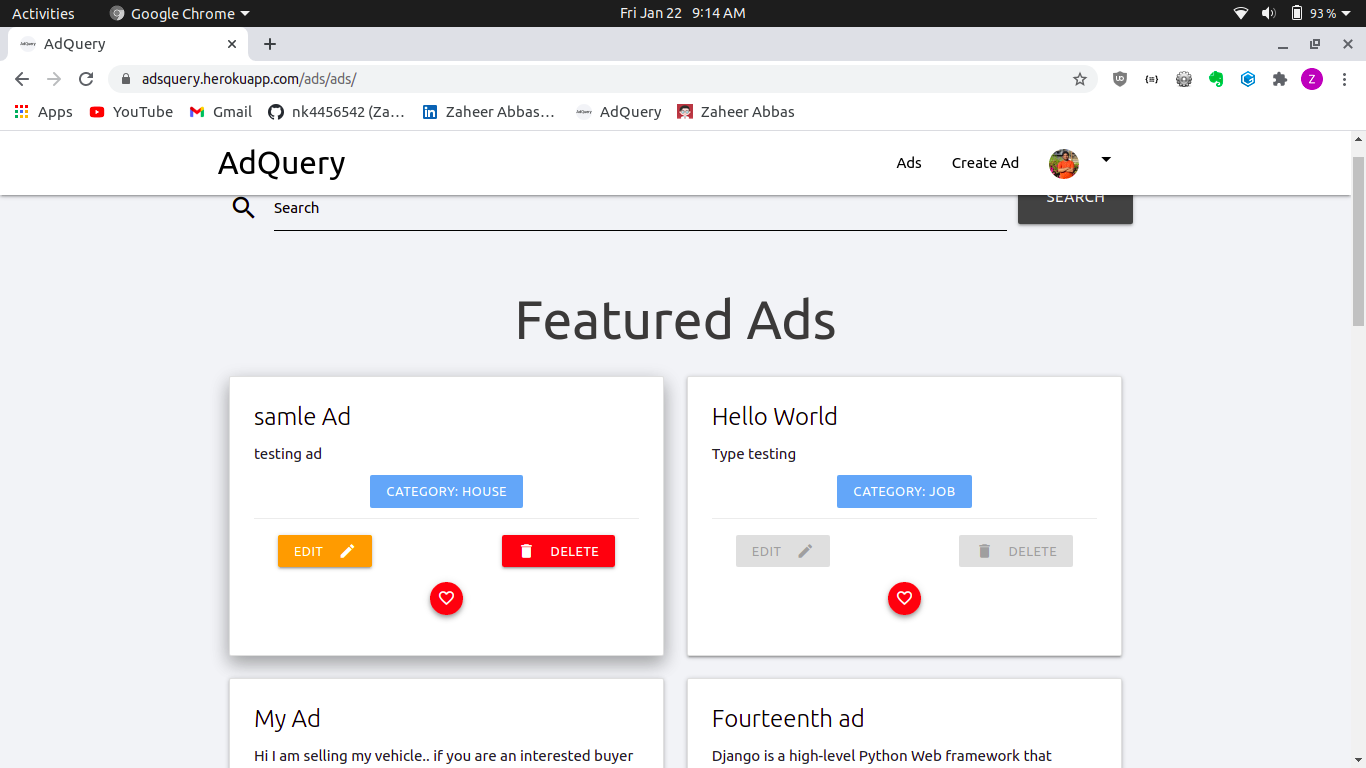 Activities Google Chrome Fri Jan 22 9:14 AM 93%
AdQuery
adsquery.herokuapp.com/ads/ads/ Z
Apps YouTube Gmail nk4456542 (Za... Zaheer Abbas... AdQuery Zaheer Abbas
AdQuery Ads Create Ad
Search SEARCH
Featured Ads
samle Ad
testing ad
CATEGORY: HOUSE
EDIT DELETE
Hello World
Type testing
CATEGORY: JOB
EDIT DELETE
My Ad
Hi I am selling my vehicle.. if you are an interested buyer
Fourteenth ad
Django is a high-level Python Web framework that